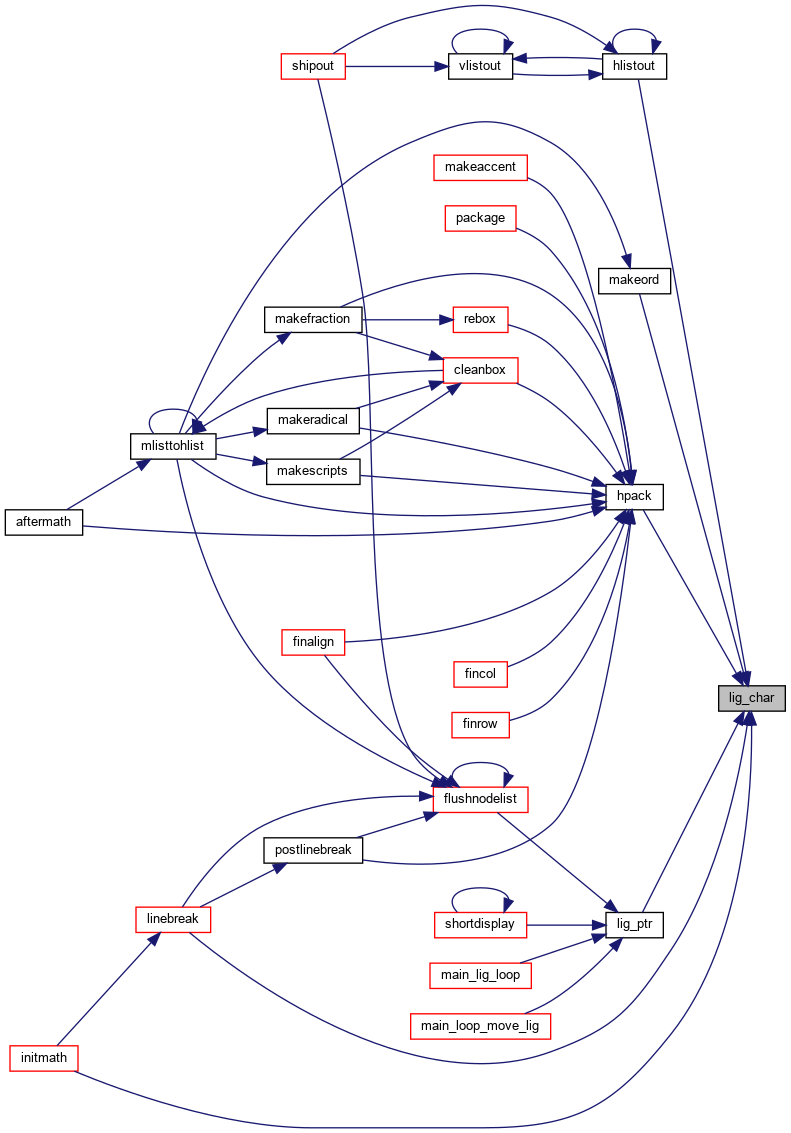 shipout
vlistout
hlistout
makeaccent
package
makeord
makefraction
rebox
cleanbox
makeradical
mlisttohlist
makescripts
hpack
aftermath
finalign
fincol
lig_char
finrow
flushnodelist
postlinebreak
linebreak
shortdisplay
lig_ptr
main_lig_loop
main_loop_move_lig
initmath